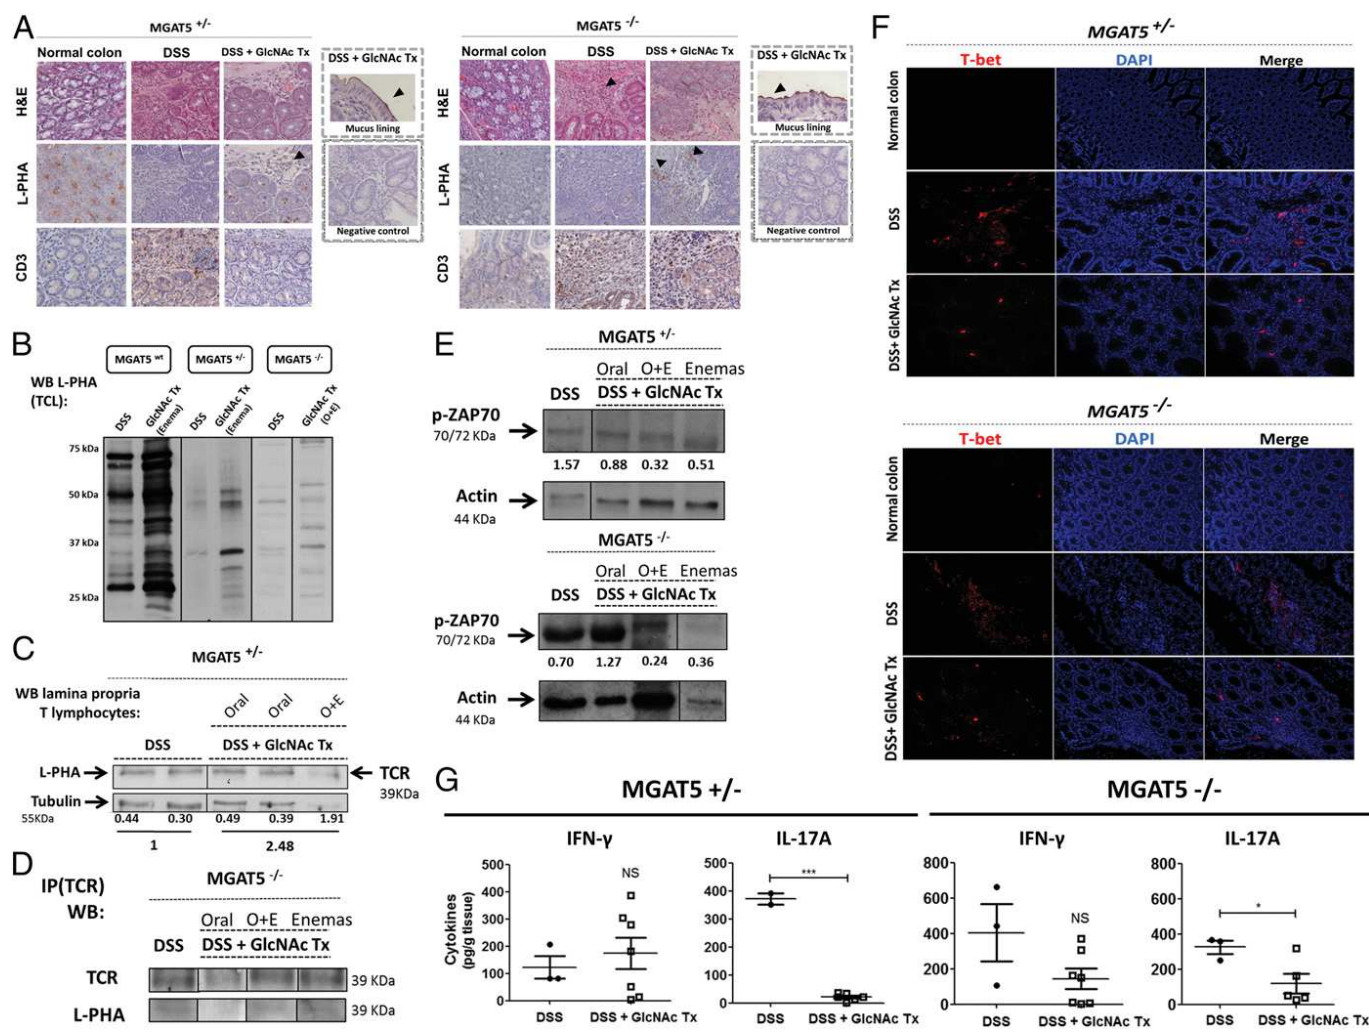 A
MGAT5 +/-
Normal colon DSS DSS + GlcNAc Tx
DSS + GlcNAc Tx
H&E
Mucus lining
L-PHA
Negative control
CD3
MGAT5 -/-
Normal colon DSS DSS + GlcNAc Tx
DSS + GlcNAc Tx
H&E
Mucus lining
L-PHA
Negative control
CD3
B
MGAT5 wt MGAT5 +/- MGAT5 -/-
WB L-PHA
(TCL):
DSS GlcNAc Tx (Enema) DSS GlcNAc Tx (Enema) DSS GlcNAc Tx (O+E)
75 kDa
50 kDa
37 kDa
25 kDa
C
MGAT5 +/-
WB lamina propria
T lymphocytes:
Oral Oral O+E
DSS DSS + GlcNAc Tx
L-PHA TCR
39KDa
Tubulin
55KDa 0.44 0.30 0.49 0.39 1.91
1 2.48
D
IP(TCR)
WB:
MGAT5 -/-
Oral O+E Enemas
DSS DSS + GlcNAc Tx
TCR 39 KDa
L-PHA 39 KDa
E
MGAT5 +/-
Oral O+E Enemas
DSS DSS + GlcNAc Tx
p-ZAP70
70/72 KDa
1.57 0.88 0.32 0.51
Actin
44 KDa
MGAT5 -/-
Oral O+E Enemas
DSS DSS + GlcNAc Tx
p-ZAP70
70/72 KDa
0.70 1.27 0.24 0.36
Actin
44 KDa
F
MGAT5 +/-
T-bet DAPI Merge
Normal colon
DSS
DSS+ GlcNAc Tx
MGAT5 -/-
T-bet DAPI Merge
Normal colon
DSS
DSS+ GlcNAc Tx
G
MGAT5 +/-
IFN-γ
Cytokines
(pg/g tissue)
500
400
300
200
100
0
NS
DSS DSS + GlcNAc Tx
IL-17A
500
400
300
200
100
0
***
DSS DSS + GlcNAc Tx
MGAT5 -/-
IFN-γ
800
600
400
200
0
NS
DSS DSS + GlcNAc Tx
IL-17A
800
600
400
200
0
*
DSS DSS + GlcNAc Tx